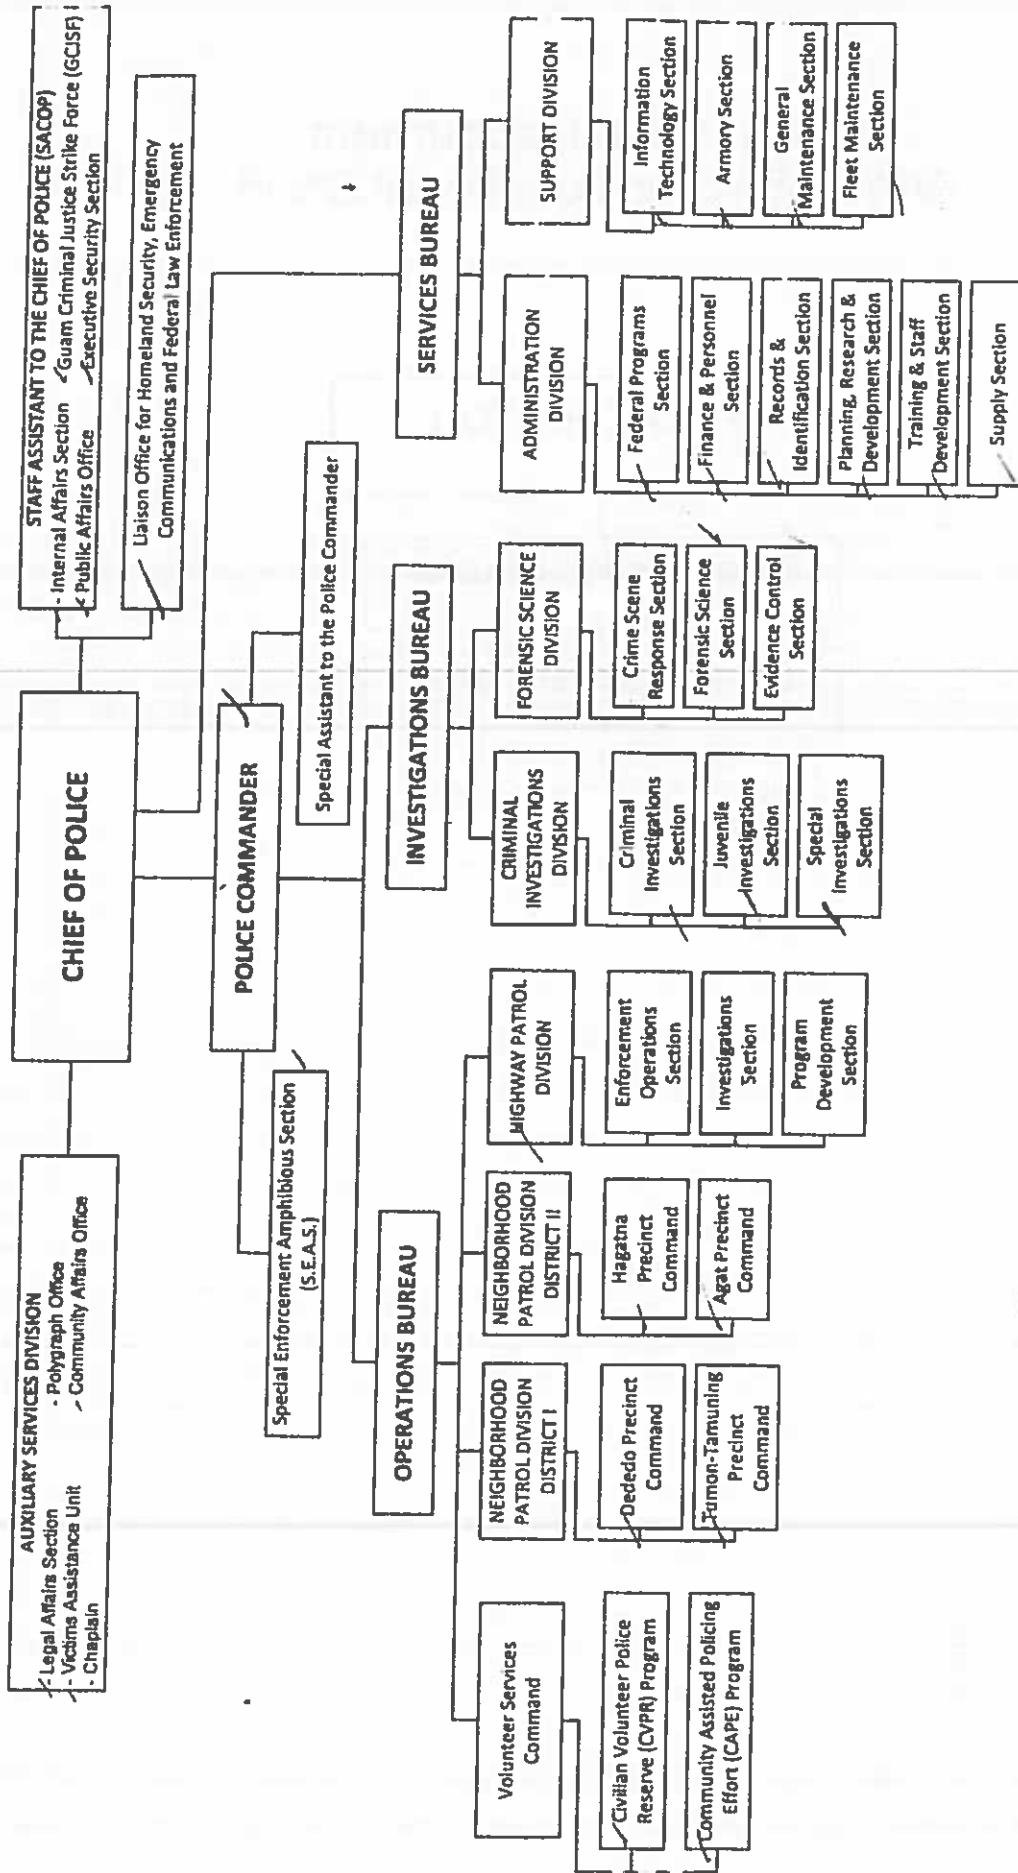 AUXILIARY SERVICES DIVISION
- Legal Affairs Section - Polygraph Office
- Victims Assistance Unit - Community Affairs Office
- Chaplain
CHIEF OF POLICE
STAFF ASSISTANT TO THE CHIEF OF POLICE (SACOP)
- Internal Affairs Section - Guam Criminal Justice Strike Force (GCJSF)
- Public Affairs Office - Executive Security Section
Liaison Office for Homeland Security, Emergency
Communications and Federal Law Enforcement
POLICE COMMANDER
Special Enforcement Amphibious Section
(S.E.A.S.)
Special Assistant to the Police Commander
OPERATIONS BUREAU
INVESTIGATIONS BUREAU
SERVICES BUREAU
Volunteer Services
Command
Civilian Volunteer Police
Reserve (CVPR) Program
Community Assisted Policing
Effort (CAPE) Program
NEIGHBORHOOD
PATROL DIVISION
DISTRICT I
Dededo Precinct
Command
Tumon-Tamuning
Precinct
Command
NEIGHBORHOOD
PATROL DIVISION
DISTRICT II
Hagatna
Precinct
Command
Agat Precinct
Command
HIGHWAY PATROL
DIVISION
Enforcement
Operations
Section
Investigations
Section
Program
Development
Section
CRIMINAL
INVESTIGATIONS
DIVISION
Criminal
Investigations
Section
Juvenile
Investigations
Section
Special
Investigations
Section
FORENSIC SCIENCE
DIVISION
Crime Scene
Response Section
Forensic Science
Section
Evidence Control
Section
ADMINISTRATION
DIVISION
Federal Programs
Section
Finance & Personnel
Section
Records &
Identification Section
Planning, Research &
Development Section
Training & Staff
Development Section
Supply Section
SUPPORT DIVISION
Information
Technology Section
Armory Section
General
Maintenance Section
Fleet Maintenance
Section